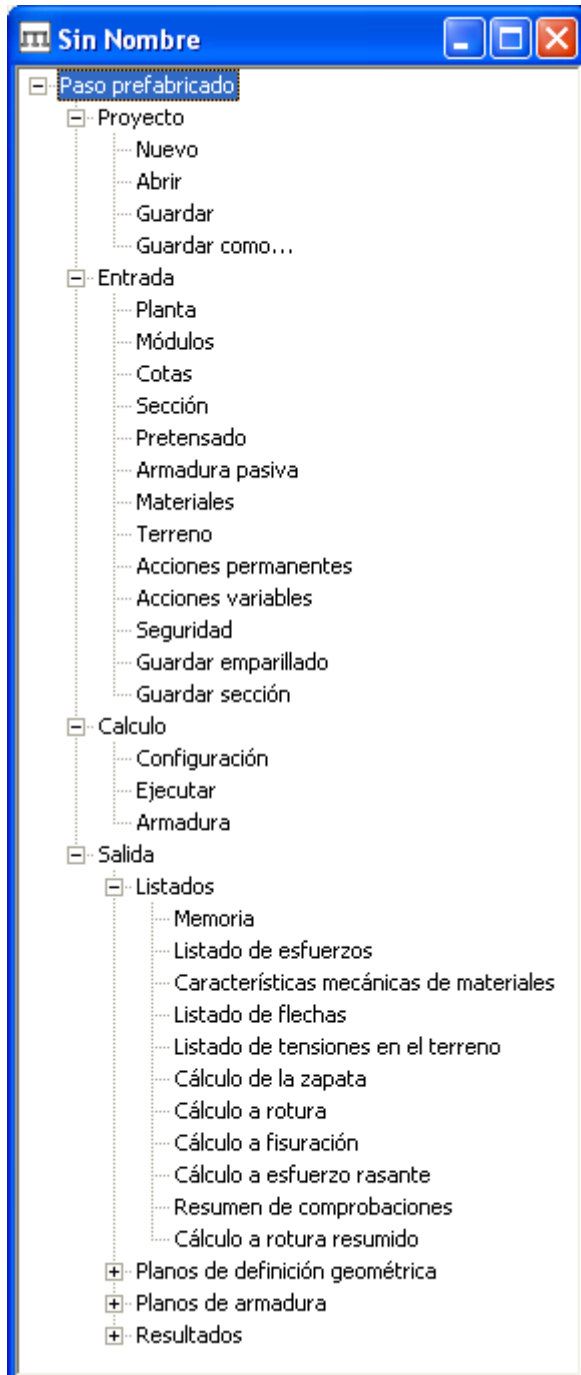 Sin Nombre
Paso prefabricado
Proyecto
Nuevo
Abrir
Guardar
Guardar como...
Entrada
Planta
Módulos
Cotas
Sección
Pretensado
Armadura pasiva
Materiales
Terreno
Acciones permanentes
Acciones variables
Seguridad
Guardar emparillado
Guardar sección
Calculo
Configuración
Ejecutar
Armadura
Salida
Listados
Memoria
Listado de esfuerzos
Característísticas mecánicas de materiales
Listado de flechas
Listado de tensiones en el terreno
Cálculo de la zapata
Cálculo a rotura
Cálculo a fisuración
Cálculo a esfuerzo rasante
Resumen de comprobaciones
Cálculo a rotura resumido
Planos de definición geométrica
Planos de armadura
Resultados